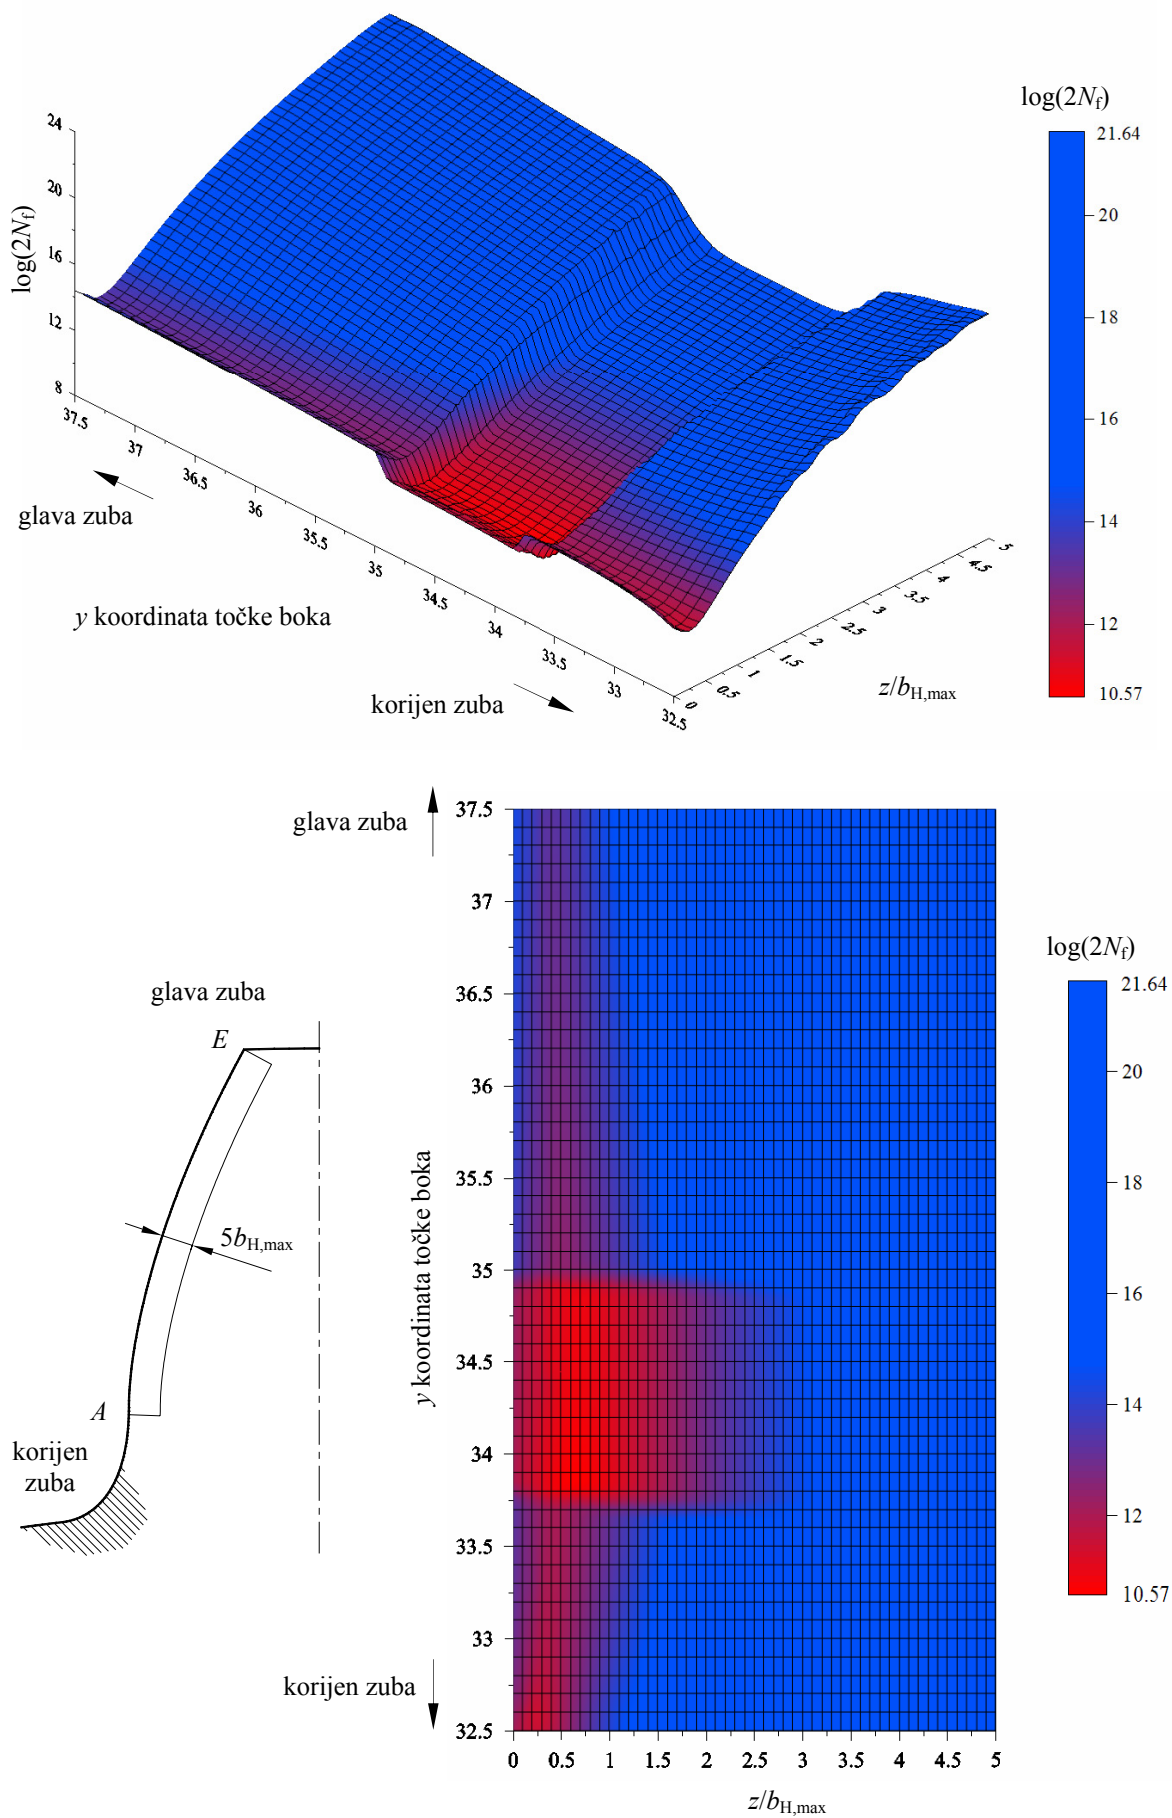 log(2Nf)
21.64
20
18
16
14
12
10.57
24
20
16
12
8
log(2Nf)
37.5
37
36.5
36
35.5
35
34.5
34
33.5
33
32.5
glava zuba
y koordinata točke boka
korijen zuba
0
0.5
1
1.5
2
2.5
3
3.5
4
4.5
5
z/bH,max
glava zuba
37.5
37
36.5
36
35.5
35
34.5
34
33.5
33
32.5
y koordinata točke boka
korijen zuba
0 0.5 1 1.5 2 2.5 3 3.5 4 4.5 5
z/bH,max
log(2Nf)
21.64
20
18
16
14
12
10.57
glava zuba
E
5bH,max
A
korijen
zuba